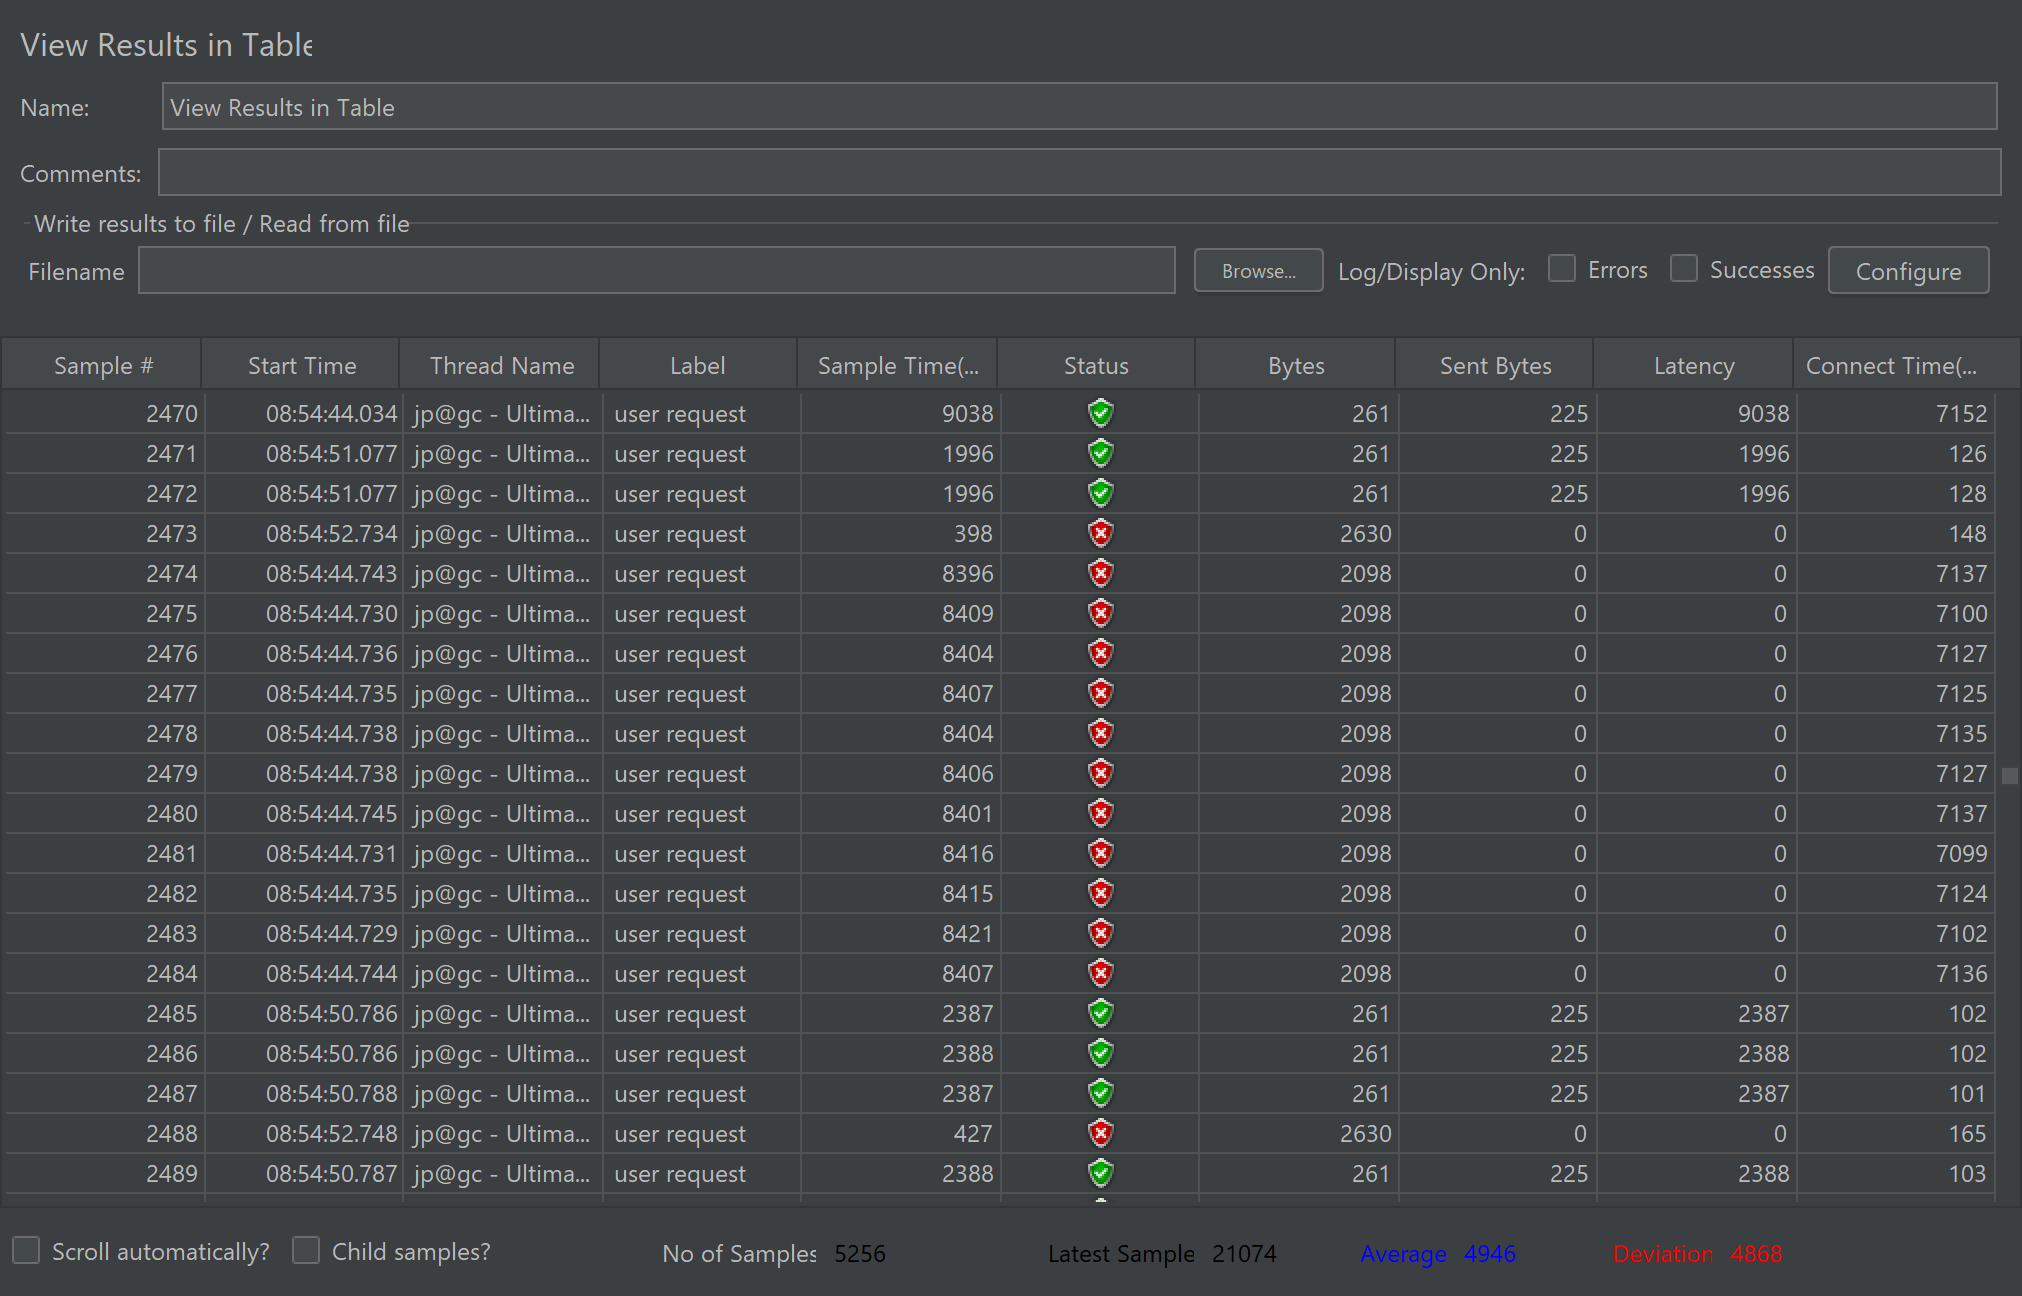 View Results in Table
Name: View Results in Table
Comments:
Write results to file / Read from file
Filename Browse... Log/Display Only: Errors Successes Configure
Sample # Start Time Thread Name Label Sample Time(... Status Bytes Sent Bytes Latency Connect Time(...
2470 08:54:44.034 jp@gc - Ultima... user request 9038 261 225 9038 7152
2471 08:54:51.077 jp@gc - Ultima... user request 1996 261 225 1996 126
2472 08:54:51.077 jp@gc - Ultima... user request 1996 261 225 1996 128
2473 08:54:52.734 jp@gc - Ultima... user request 398 2630 0 0 148
2474 08:54:44.743 jp@gc - Ultima... user request 8396 2098 0 0 7137
2475 08:54:44.730 jp@gc - Ultima... user request 8409 2098 0 0 7100
2476 08:54:44.736 jp@gc - Ultima... user request 8404 2098 0 0 7127
2477 08:54:44.735 jp@gc - Ultima... user request 8407 2098 0 0 7125
2478 08:54:44.738 jp@gc - Ultima... user request 8404 2098 0 0 7135
2479 08:54:44.738 jp@gc - Ultima... user request 8406 2098 0 0 7127
2480 08:54:44.745 jp@gc - Ultima... user request 8401 2098 0 0 7137
2481 08:54:44.731 jp@gc - Ultima... user request 8416 2098 0 0 7099
2482 08:54:44.735 jp@gc - Ultima... user request 8415 2098 0 0 7124
2483 08:54:44.729 jp@gc - Ultima... user request 8421 2098 0 0 7102
2484 08:54:44.744 jp@gc - Ultima... user request 8407 2098 0 0 7136
2485 08:54:50.786 jp@gc - Ultima... user request 2387 261 225 2387 102
2486 08:54:50.786 jp@gc - Ultima... user request 2388 261 225 2388 102
2487 08:54:50.788 jp@gc - Ultima... user request 2387 261 225 2387 101
2488 08:54:52.748 jp@gc - Ultima... user request 427 2630 0 0 165
2489 08:54:50.787 jp@gc - Ultima... user request 2388 261 225 2388 103
Scroll automatically? Child samples? No of Samples 5256 Latest Sample 21074 Average 4946 Deviation 4868